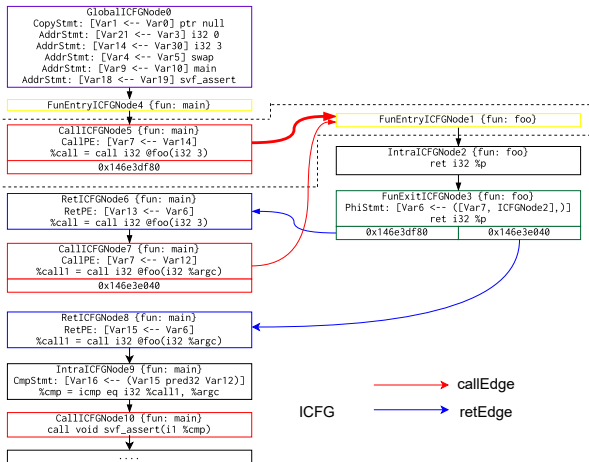 GlobalICFGNode0
CopyStmt: [Var1 <-- Var0] ptr null
AddrStmt: [Var21 <-- Var3] i32 0
AddrStmt: [Var14 <-- Var30] i32 3
AddrStmt: [Var4 <-- Var5] swap
AddrStmt: [Var9 <-- Var10] main
AddrStmt: [Var18 <-- Var19] svf_assert
FunEntryICFGNode4 {fun: main}
CallICFGNode5 {fun: main}
CallPE: [Var7 <-- Var14]
%call = call i32 @foo(i32 3)
0x146e3df80
RetICFGNode6 {fun: main}
RetPE: [Var13 <-- Var6]
%call = call i32 @foo(i32 3)
CallICFGNode7 {fun: main}
CallPE: [Var7 <-- Var12]
%call1 = call i32 @foo(i32 %argc)
0x146e3e040
RetICFGNode8 {fun: main}
RetPE: [Var15 <-- Var6]
%call1 = call i32 @foo(i32 %argc)
IntraICFGNode9 {fun: main}
CmpStmt: [Var16 <-- (Var15 pred32 Var12)]
%cmp = icmp eq i32 %call1, %argc
CallICFGNode10 {fun: main}
call void svf_assert(i1 %cmp)
....
FunEntryICFGNode1 {fun: foo}
IntraICFGNode2 {fun: foo}
ret i32 %p
FunExitICFGNode3 {fun: foo}
PhiStmt: [Var6 <-- ([Var7, ICFGNode2],)]
ret i32 %p
0x146e3df80 0x146e3e040
ICFG
callEdge
retEdge